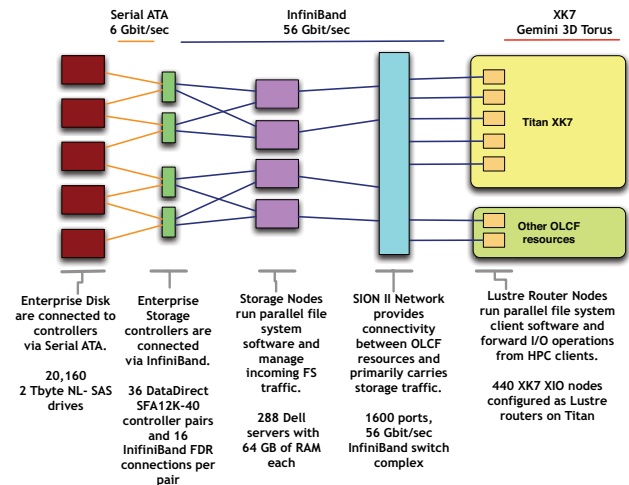 Serial ATA
6 Gbit/sec
InfiniBand
56 Gbit/sec
XK7
Gemini 3D Torus
Titan XK7
Other OLCF
resources
Enterprise Disk
are connected to
controllers
via Serial ATA.
20,160
2 Tbyte NL- SAS
drives
Enterprise
Storage
controllers are
connected
via InfiniBand.
36 DataDirect
SFA12K-40
controller pairs
and 16
InifiniBand FDR
connections per
pair
Storage Nodes
run parallel file
system
software and
manage
incoming FS
traffic.
288 Dell
servers with
64 GB of RAM
each
SION II Network
provides
connectivity
between OLCF
resources and
primarily carries
storage traffic.
1600 ports,
56 Gbit/sec
InfiniBand switch
complex
Lustre Router Nodes
run parallel file system
client software and
forward I/O operations
from HPC clients.
440 XK7 XIO nodes
configured as Lustre
routers on Titan